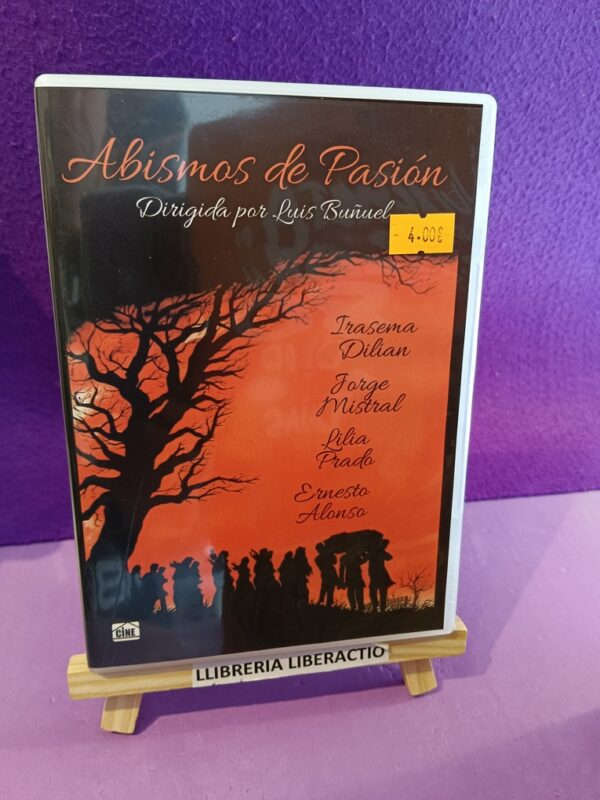 Abismos de Pasión
Dirigida por Luis Buñuel
4.00€
Irasema
Dilian
Jorge
Mistral
Lilia
Prado
Ernesto
Alonso
CINE
LLIBRERIA LIBERACTIO